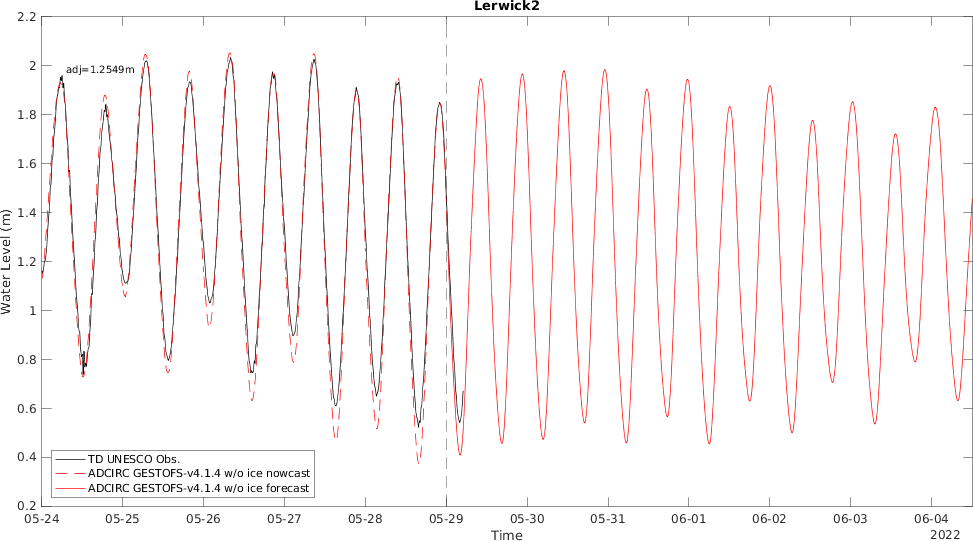 Lerwick2
2.2
2
1.8
1.6
1.4
1.2
1
0.8
0.6
0.4
0.2
Water Level (m)
adj=1.2549m
TD UNESCO Obs.
ADCIRC GESTOFS-v4.1.4 w/o ice nowcast
ADCIRC GESTOFS-v4.1.4 w/o ice forecast
05-24 05-25 05-26 05-27 05-28 05-29 05-30 05-31 06-01 06-02 06-03 06-04
2022
Time